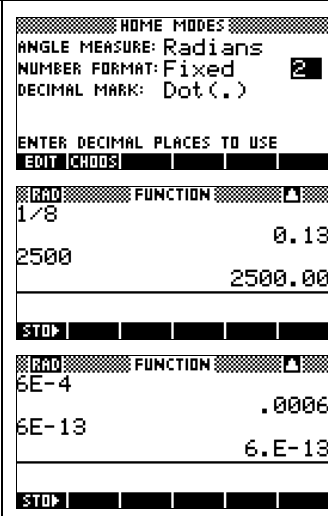 HOME MODES
ANGLE MEASURE: Radians
NUMBER FORMAT: Fixed 2
DECIMAL MARK: Dot(.)
ENTER DECIMAL PLACES TO USE
EDIT CHOOS
RAD FUNCTION
1/8
0.13
2500
2500.00
STO▶
RAD FUNCTION
6E-4
.0006
6E-13
6.E-13
STO▶